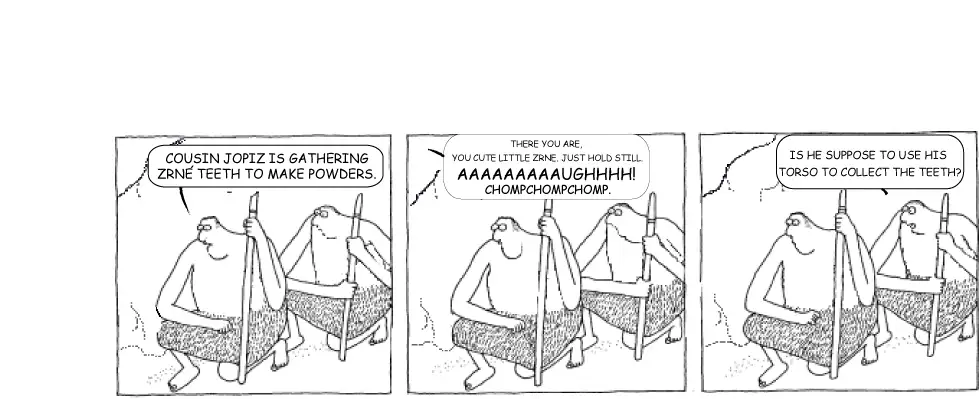 COUSIN JOPIZ IS GATHERING
ZRNE TEETH TO MAKE POWDERS.
THERE YOU ARE,
YOU CUTE LITTLE ZRNE. JUST HOLD STILL.
AAAAAAAAAUGHHHH!
CHOMPCHOMPCHOMP.
IS HE SUPPOSE TO USE HIS
TORSO TO COLLECT THE TEETH?